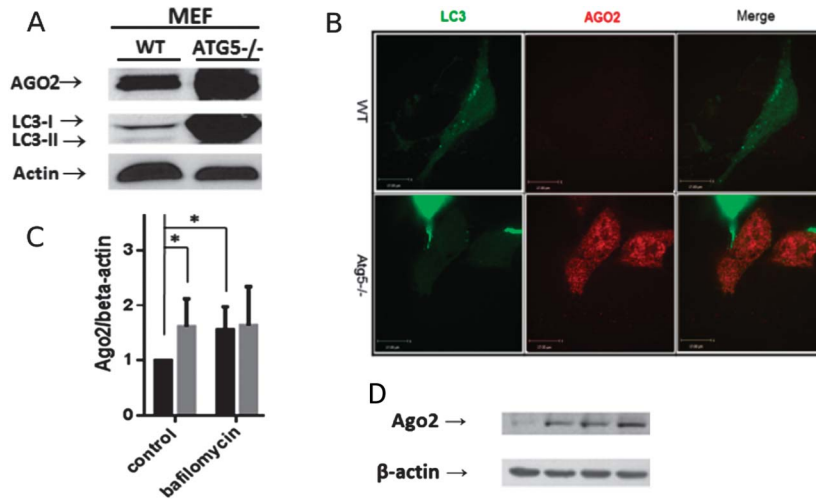 A
MEF
WT ATG5-/-
AGO2→
LC3-I →
LC3-II →
Actin →
B
LC3 AGO2 Merge
WT
Atg5-/-
C
Ago2/beta-actin
3
2
1
0
*
*
control
bafilomycin
D
Ago2 →
β-actin →